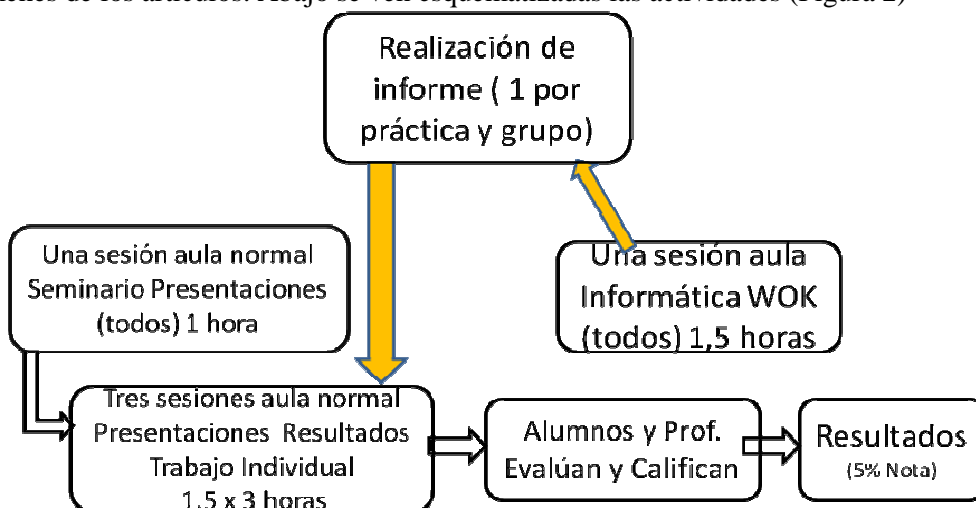 enes de los artículos. Abajo se ven esquematizadas las actividades (Figura 2)
Realización de
informe ( 1 por
práctica y grupo)
Una sesión aula normal
Seminario Presentaciones
(todos) 1 hora
Una sesión aula
Informática WOK
(todos) 1,5 horas
Tres sesiones aula normal
Presentaciones Resultados
Trabajo Individual
1,5 x 3 horas
Alumnos y Prof.
Evalúan y Califican
Resultados
(5% Nota)